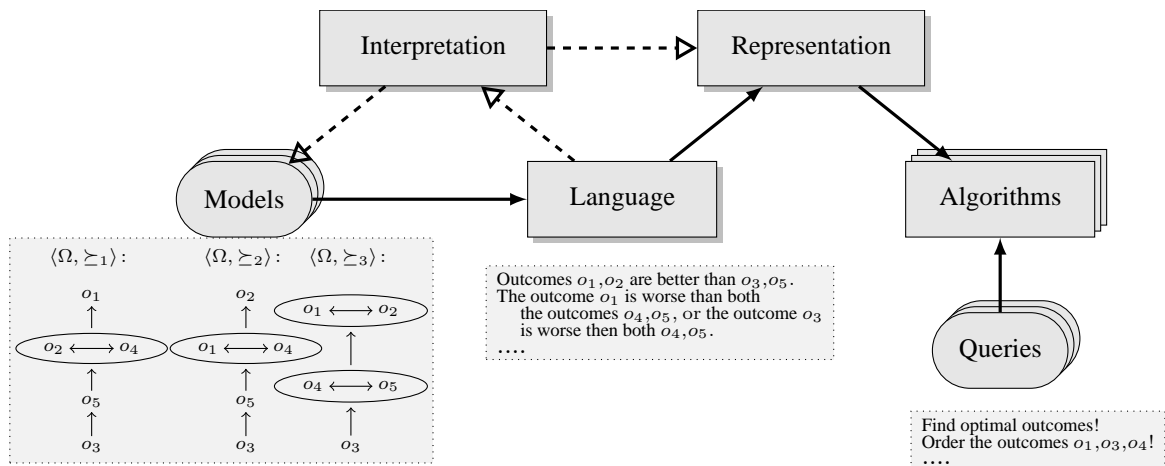 Interpretation
Representation
Models
Language
Algorithms
⟨Ω, ⪰₁⟩ :
⟨Ω, ⪰₂⟩ :
⟨Ω, ⪰₃⟩ :
o₁
o₂ ⟷ o₄
o₅
o₃
o₂
o₁ ⟷ o₄
o₅
o₃
o₁ ⟷ o₂
o₄ ⟷ o₅
o₃
Outcomes o₁,o₂ are better than o₃,o₅.
The outcome o₁ is worse than both
the outcomes o₄,o₅, or the outcome o₃
is worse then both o₄,o₅.
....
Queries
Find optimal outcomes!
Order the outcomes o₁,o₃,o₄!
....